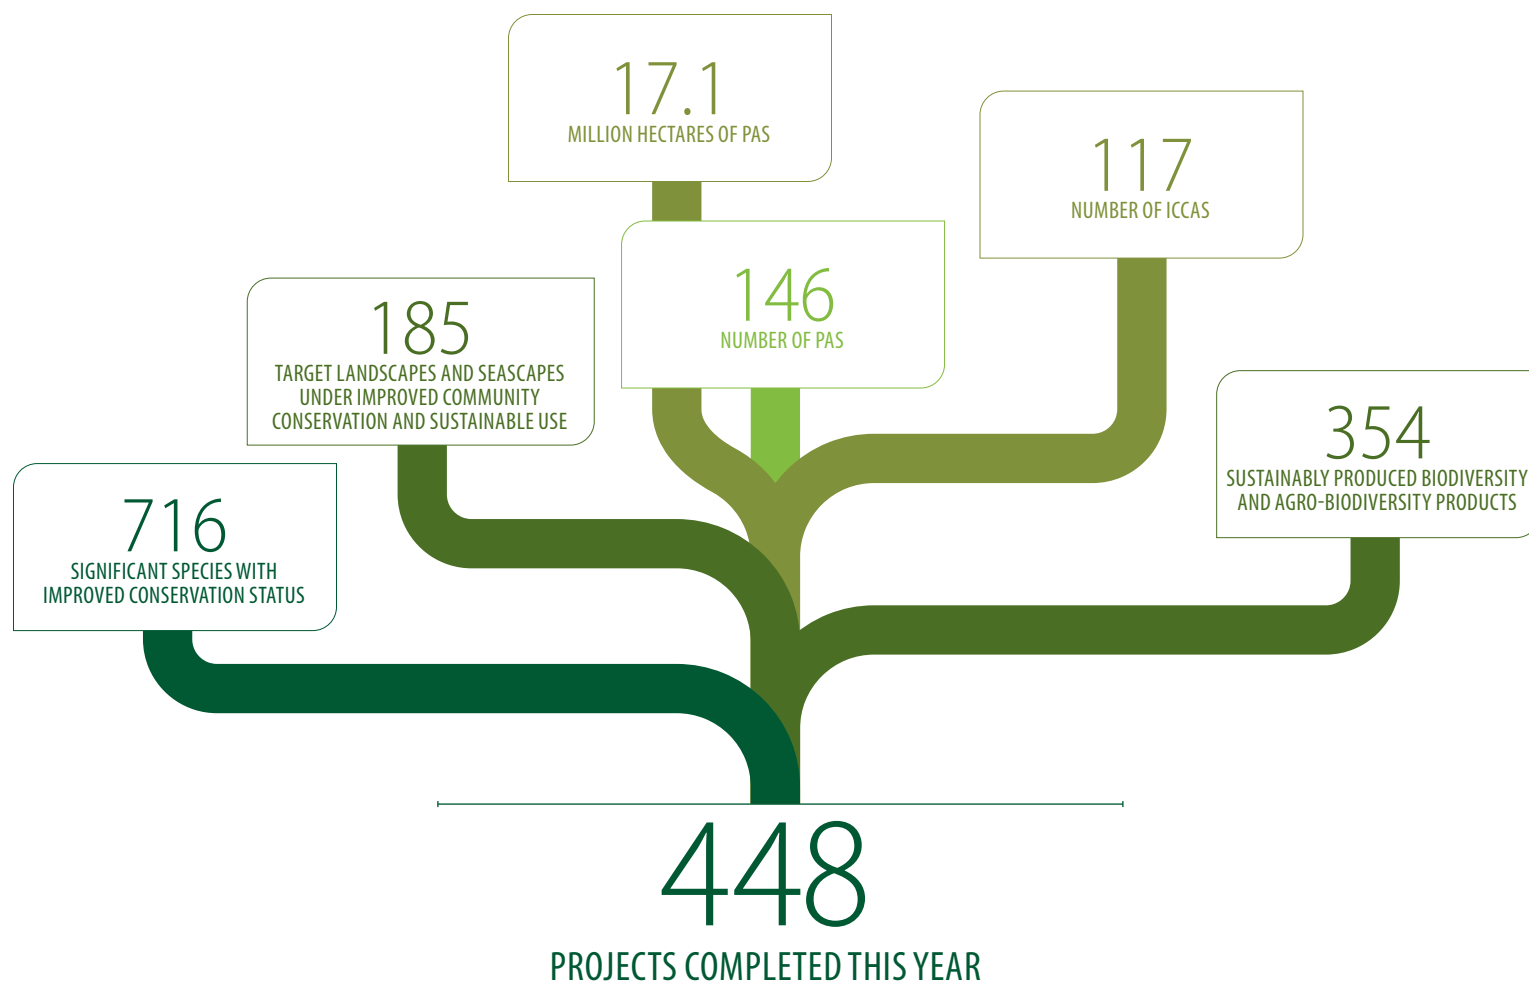 17.1
MILLION HECTARES OF PAS
117
NUMBER OF ICCAS
146
NUMBER OF PAS
185
TARGET LANDSCAPES AND SEASCAPES
UNDER IMPROVED COMMUNITY
CONSERVATION AND SUSTAINABLE USE
354
SUSTAINABLY PRODUCED BIODIVERSITY
AND AGRO-BIODIVERSITY PRODUCTS
716
SIGNIFICANT SPECIES WITH
IMPROVED CONSERVATION STATUS
448
PROJECTS COMPLETED THIS YEAR